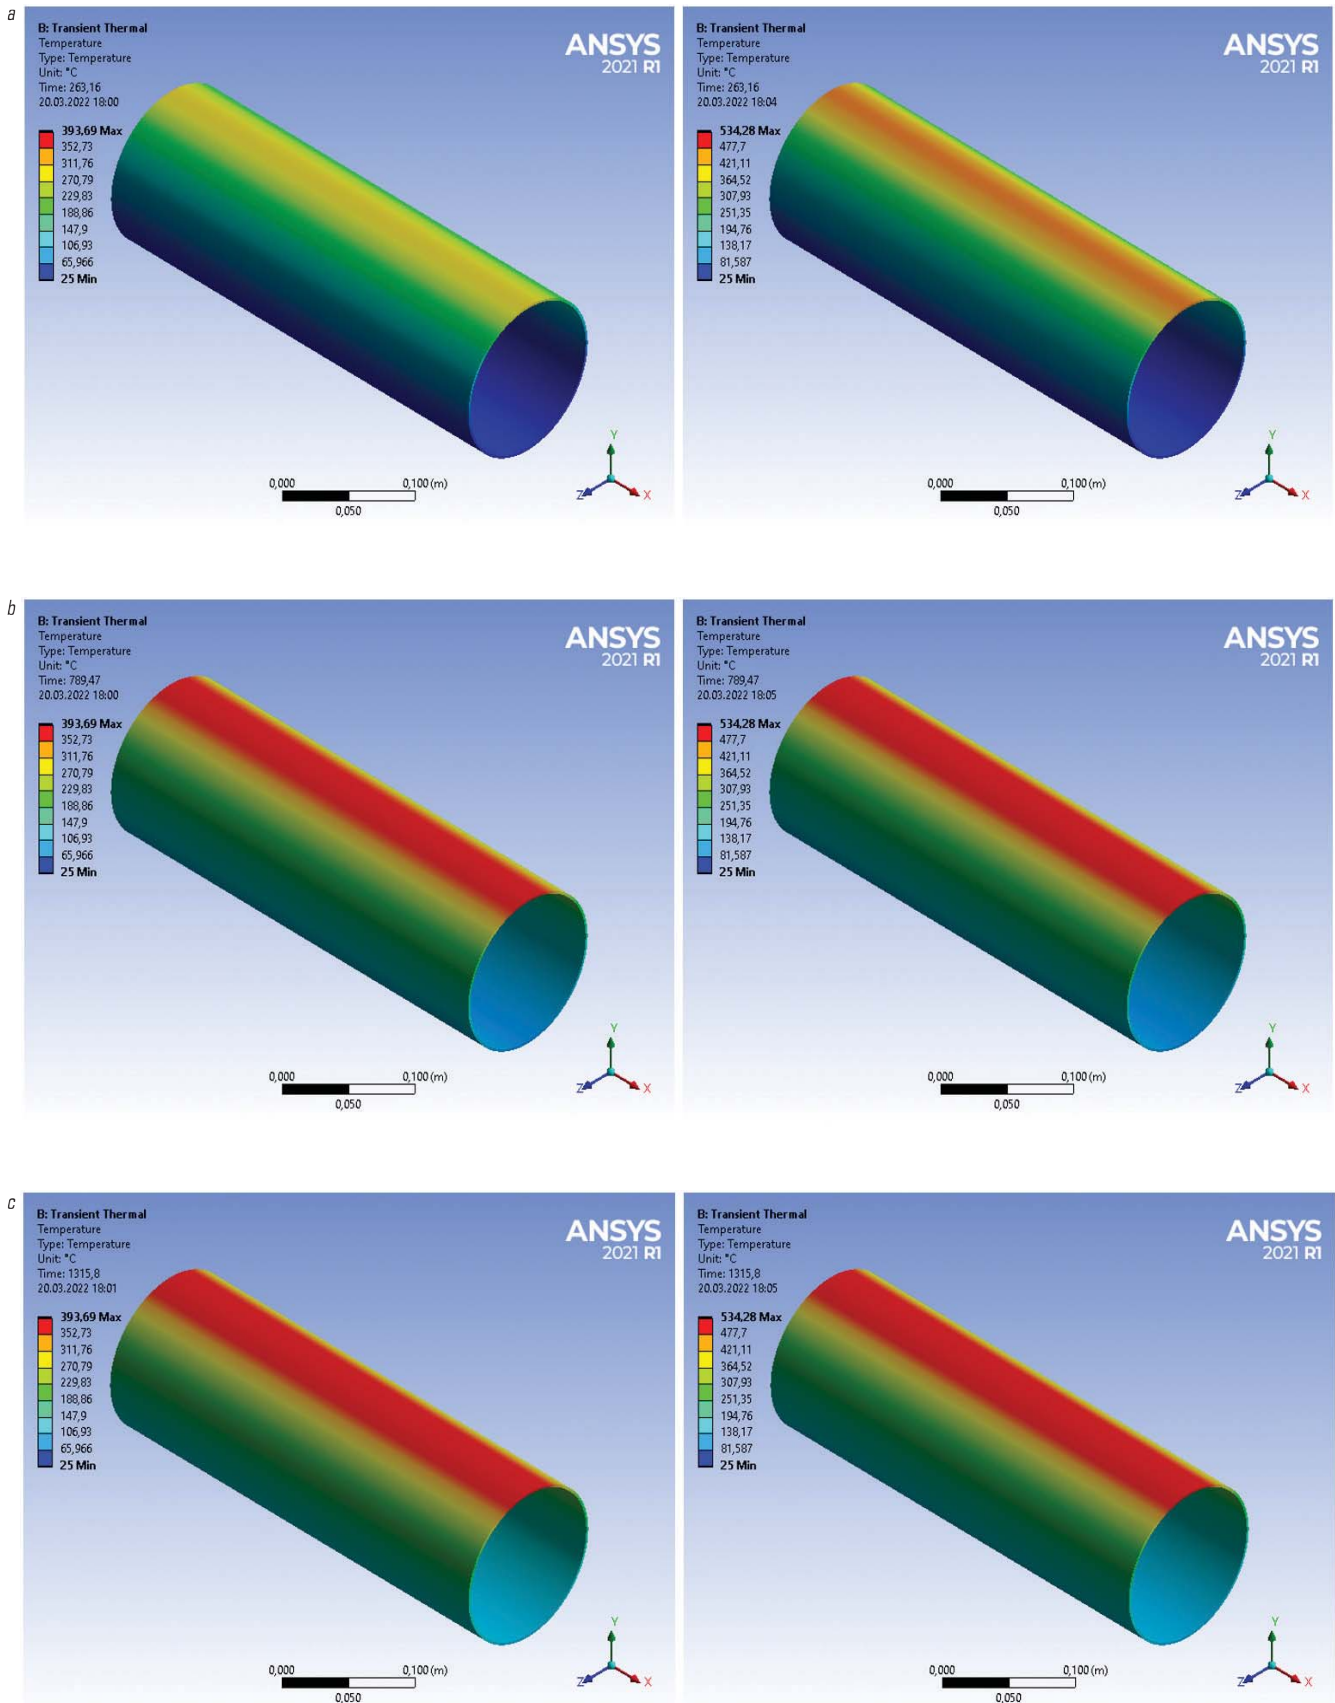 a
B: Transient Thermal
Temperature
Type: Temperature
Unit: °C
Time: 263,16
20.03.2022 18:00
393,69 Max
352,73
311,76
270,79
229,83
188,86
147,9
106,93
65,966
25 Min
ANSYS
2021 R1
0,000
0,100 (m)
0,050
Y
Z
X
B: Transient Thermal
Temperature
Type: Temperature
Unit: °C
Time: 263,16
20.03.2022 18:04
534,28 Max
477,7
421,11
364,52
307,93
251,35
194,76
138,17
81,587
25 Min
ANSYS
2021 R1
0,000
0,100 (m)
0,050
Y
Z
X
b
B: Transient Thermal
Temperature
Type: Temperature
Unit: °C
Time: 789,47
20.03.2022 18:00
393,69 Max
352,73
311,76
270,79
229,83
188,86
147,9
106,93
65,966
25 Min
ANSYS
2021 R1
0,000
0,100 (m)
0,050
Y
Z
X
B: Transient Thermal
Temperature
Type: Temperature
Unit: °C
Time: 789,47
20.03.2022 18:05
534,28 Max
477,7
421,11
364,52
307,93
251,35
194,76
138,17
81,587
25 Min
ANSYS
2021 R1
0,000
0,100 (m)
0,050
Y
Z
X
c
B: Transient Thermal
Temperature
Type: Temperature
Unit: °C
Time: 1315,8
20.03.2022 18:01
393,69 Max
352,73
311,76
270,79
229,83
188,86
147,9
106,93
65,966
25 Min
ANSYS
2021 R1
0,000
0,100 (m)
0,050
Y
Z
X
B: Transient Thermal
Temperature
Type: Temperature
Unit: °C
Time: 1315,8
20.03.2022 18:05
534,28 Max
477,7
421,11
364,52
307,93
251,35
194,76
138,17
81,587
25 Min
ANSYS
2021 R1
0,000
0,100 (m)
0,050
Y
Z
X